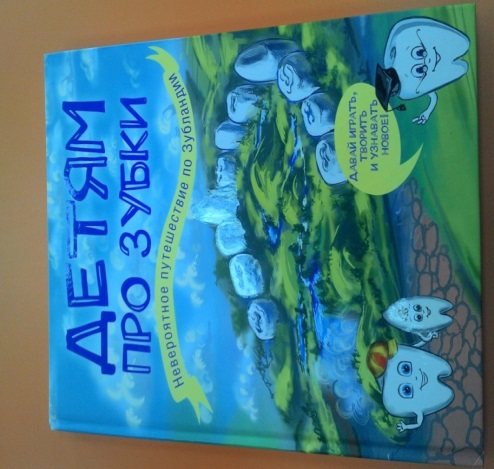 ДЕТЯМ
ПРО ЗУБКИ
Невероятное путешествие по Зубландии
ДАВАЙ ИГРАТЬ,
ТВОРИТЬ
И УЗНАВАТЬ
НОВОЕ!